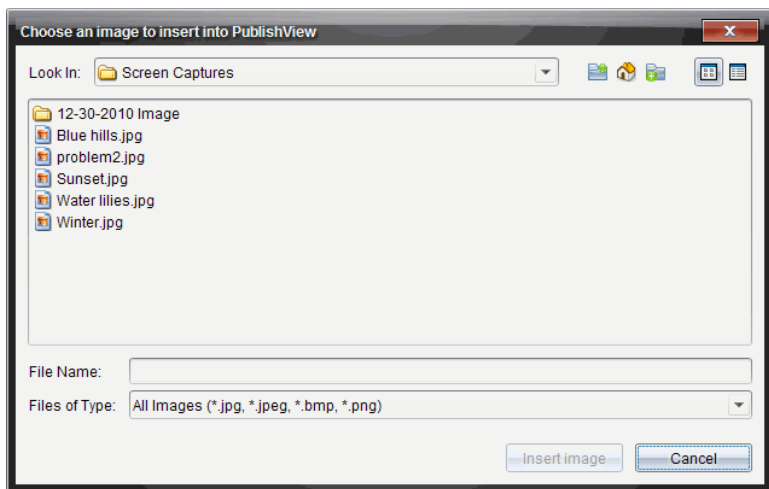 Choose an image to insert into PublishView
Look In: Screen Captures
12-30-2010 Image
Blue hills.jpg
problem2.jpg
Sunset.jpg
Water lilies.jpg
Winter.jpg
File Name:
Files of Type: All Images (*.jpg, *.jpeg, *.bmp, *.png)
Insert image Cancel